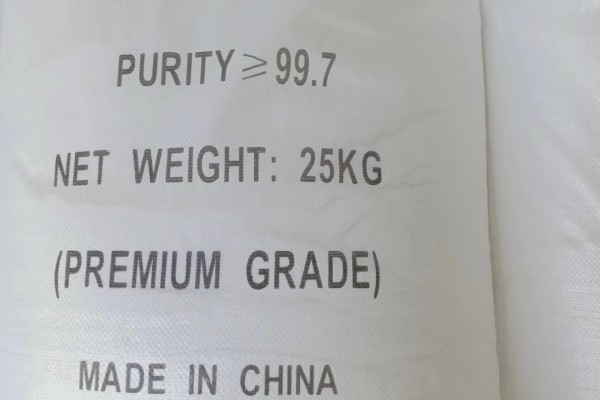 PURITY≥99.7
NET WEIGHT: 25KG
(PREMIUM GRADE)
MADE IN CHINA